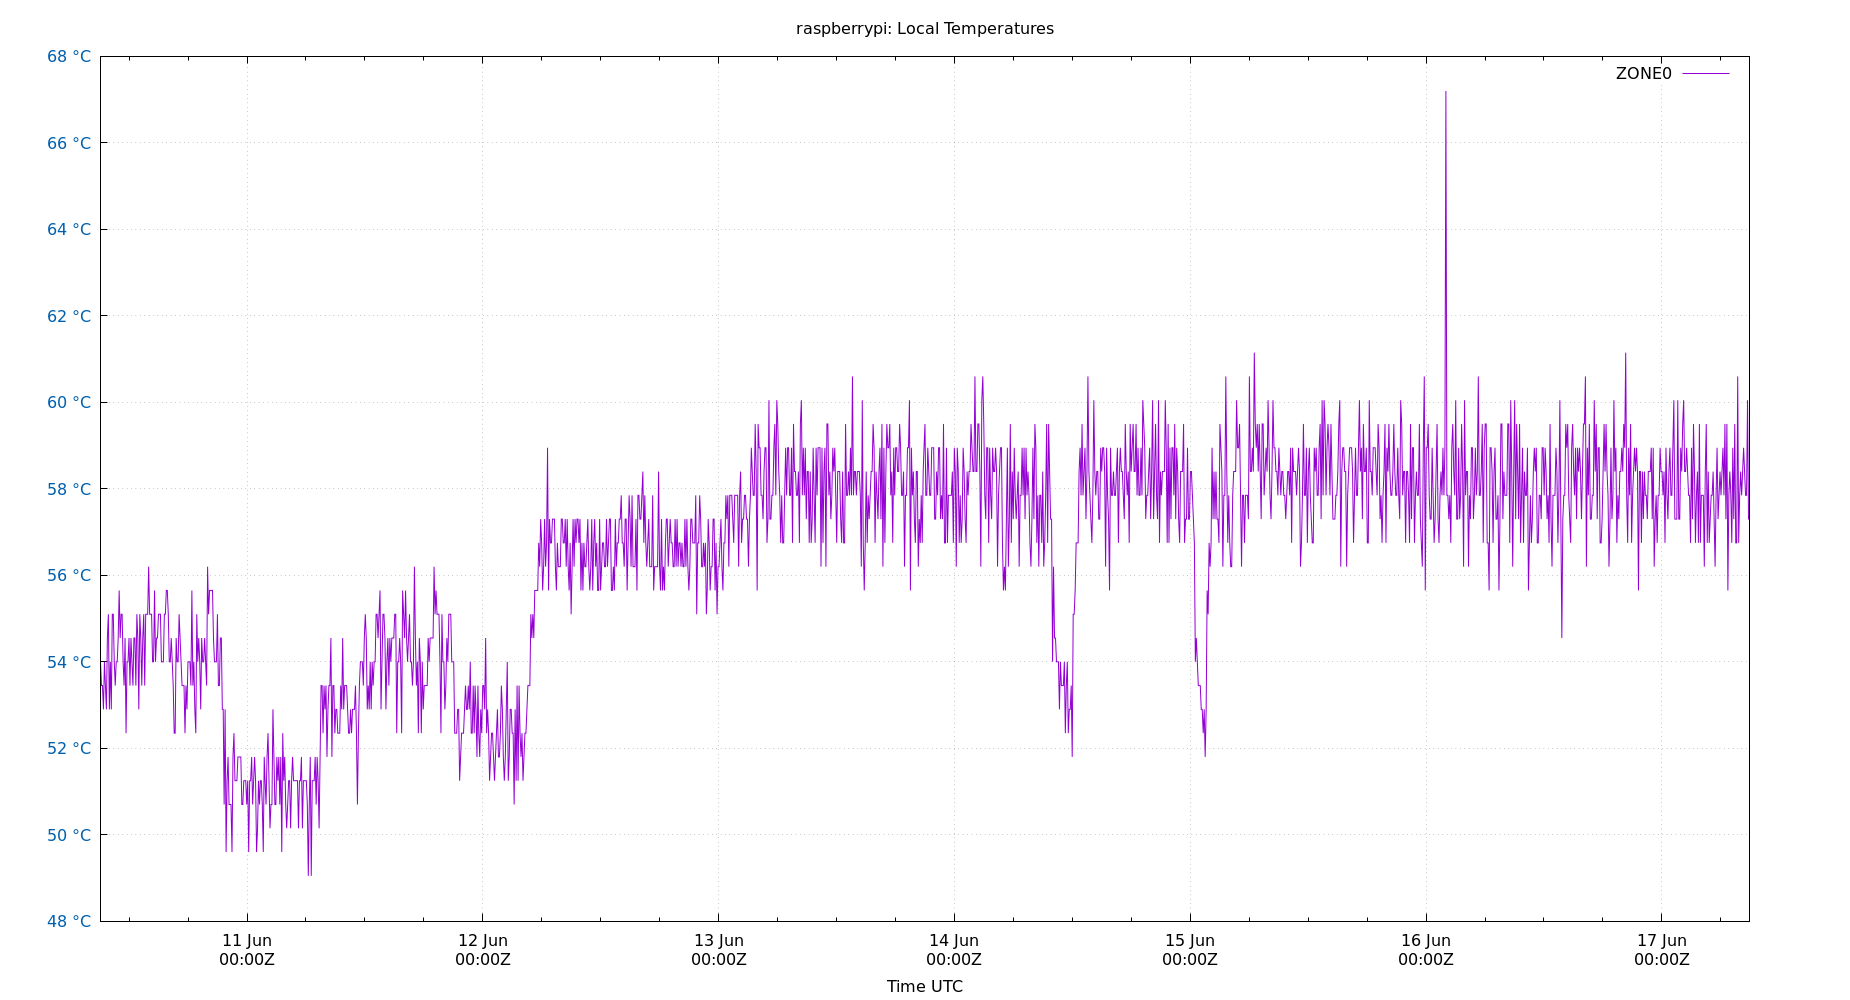 raspberrypi: Local Temperatures
ZONE0
68 °C
66 °C
64 °C
62 °C
60 °C
58 °C
56 °C
54 °C
52 °C
50 °C
48 °C
11 Jun 12 Jun 13 Jun 14 Jun 15 Jun 16 Jun 17 Jun
00:00Z 00:00Z 00:00Z 00:00Z 00:00Z 00:00Z 00:00Z
Time UTC